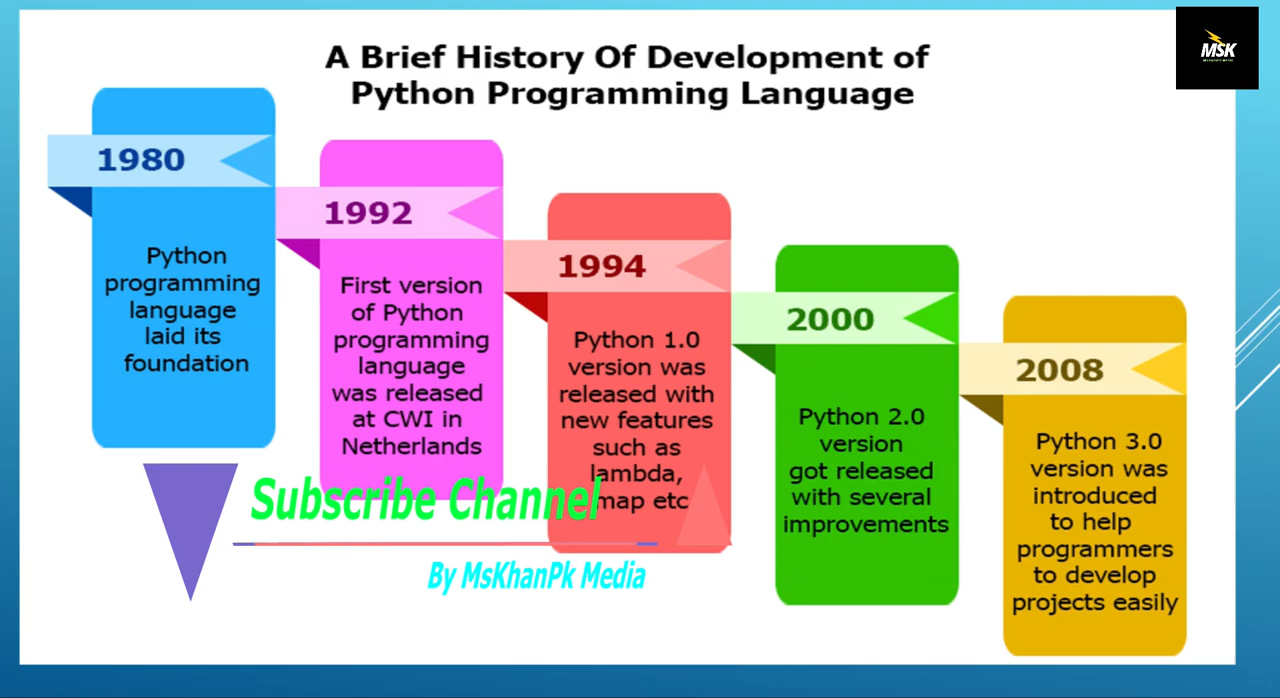 A Brief History Of Development of
Python Programming Language
MSK
1980
Python
programming
language
laid its
foundation
1992
First version
of Python
programming
language
was released
at CWI in
Netherlands
1994
Python 1.0
version was
released with
new features
such as
lambda,
map etc
2000
Python 2.0
version
got released
with several
improvements
2008
Python 3.0
version was
introduced
to help
programmers
to develop
projects easily
Subscribe Channel
By MsKhanPk Media